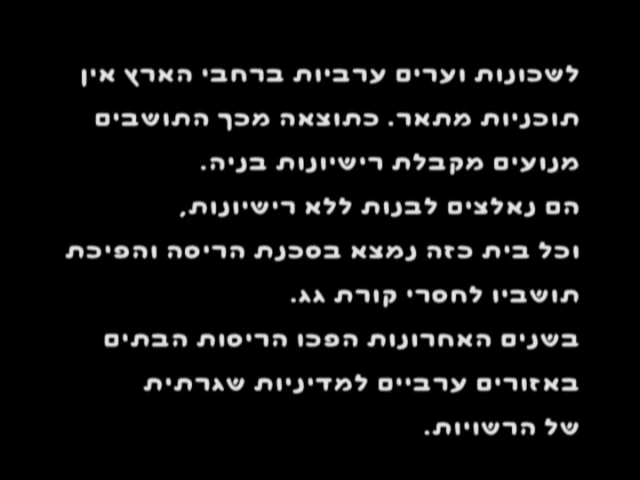 לשכונות וערים ערביות ברחבי הארץ אין
תוכניות מתאר. כתוצאה מכך התושבים
מנועים מקבלת רישיונות בניה.
הם נאלצים לבנות ללא רישיונות,
וכל בית כזה נמצא בסכנת הריסה והפיכת
תושביו לחסרי קורת גג.
בשנים האחרונות הפכו הריסות הבתים
באזורים ערביים למדיניות שגרתית
של הרשויות.